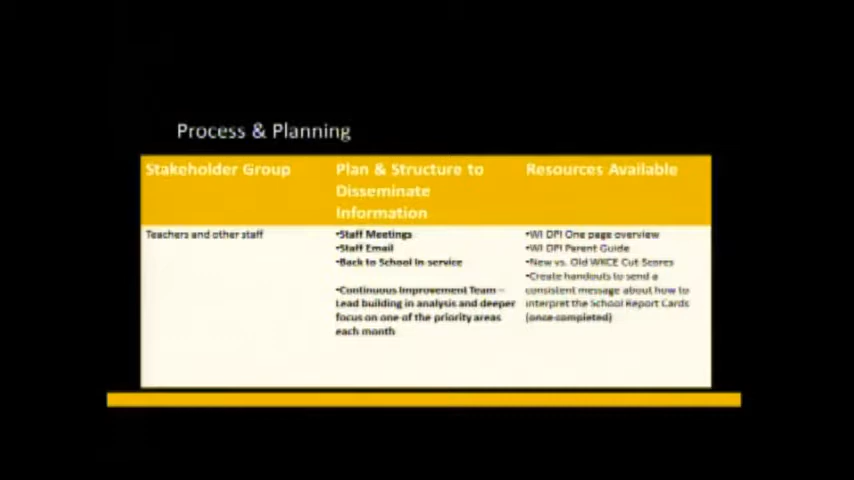 Process & Planning
Stakeholder Group
Plan & Structure to
Disseminate
Information
Resources Available
Teachers and other staff
•Staff Meetings
•Staff Email
•Back to School In-service
•Continuous Improvement Team –
Lead building in analysis and deeper
focus on one of the priority areas
each month
•WI DPI One page overview
•WI DPI Parent Guide
•New vs. Old WKCE Cut Scores
•Create handouts to send a
consistent message about how to
interpret the School Report Cards
(once completed)